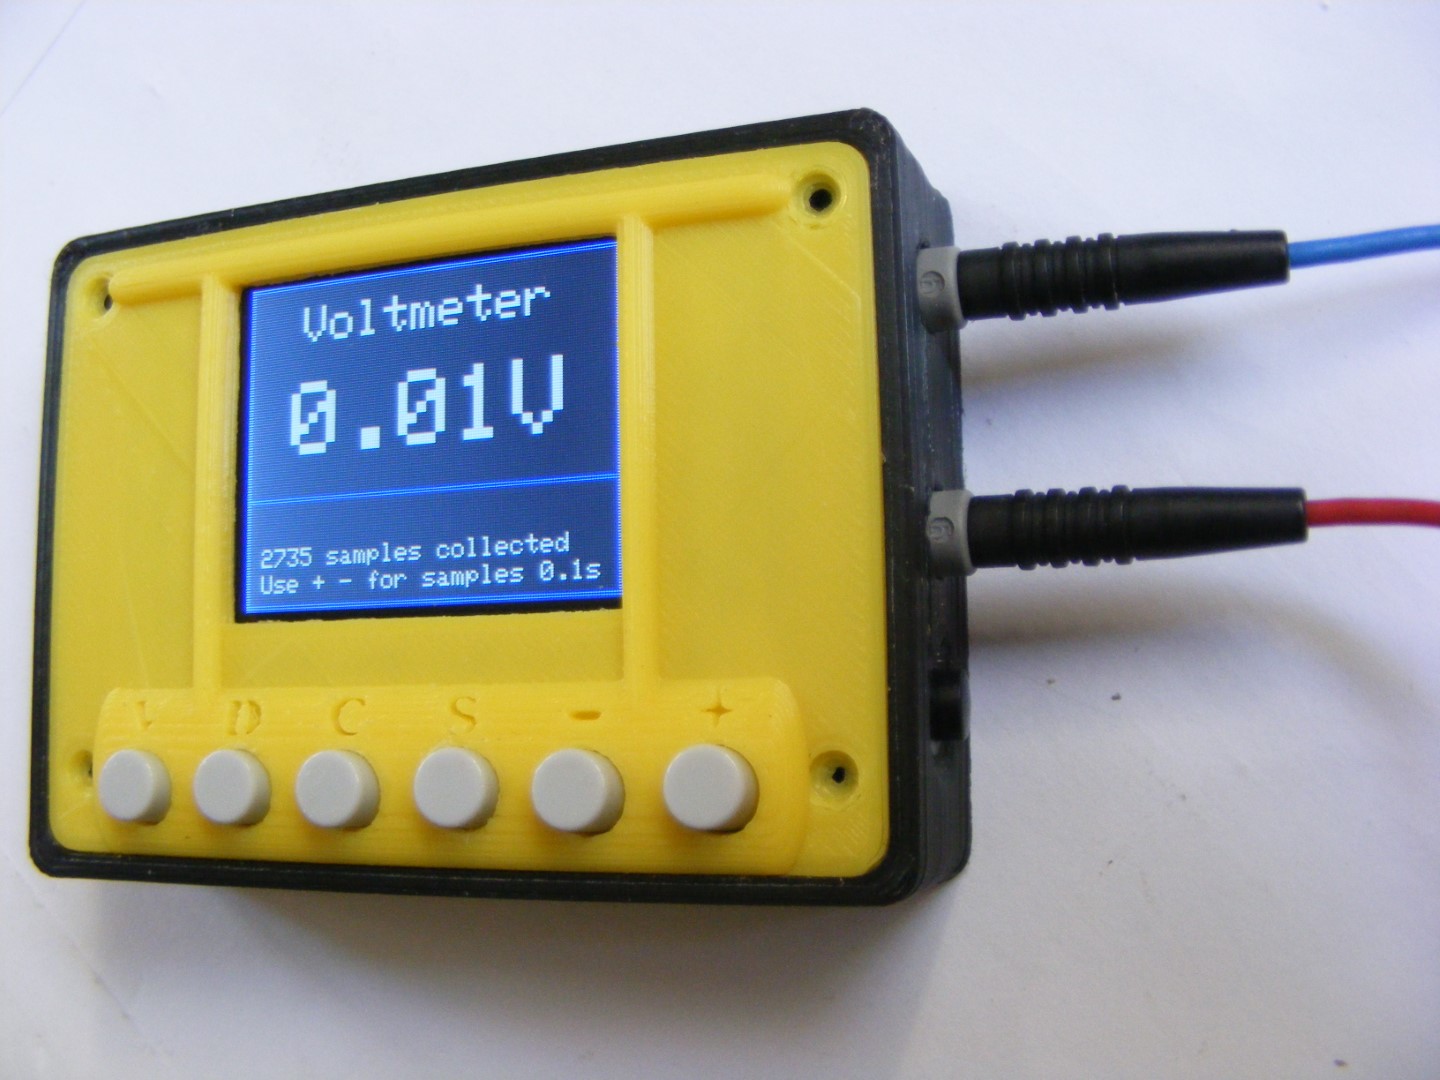 Voltmeter
0.01V
2735 samples collected
Use + - for samples 0.1s
V D C S - +